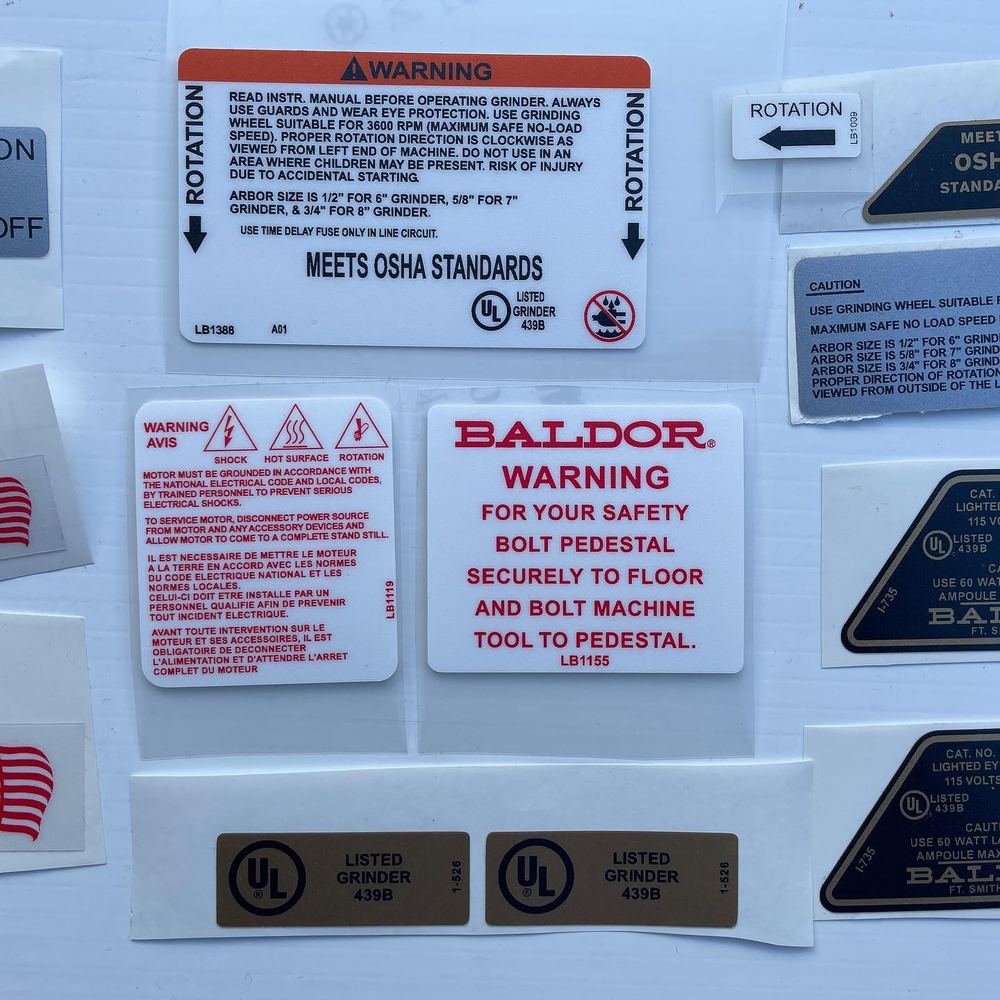 ON
OFF
WARNING
ROTATION
READ INSTR. MANUAL BEFORE OPERATING GRINDER. ALWAYS
USE GUARDS AND WEAR EYE PROTECTION. USE GRINDING
WHEEL SUITABLE FOR 3600 RPM (MAXIMUM SAFE NO-LOAD
SPEED). PROPER ROTATION DIRECTION IS CLOCKWISE AS
VIEWED FROM LEFT END OF MACHINE. DO NOT USE IN AN
AREA WHERE CHILDREN MAY BE PRESENT. RISK OF INJURY
DUE TO ACCIDENTAL STARTING.
ARBOR SIZE IS 1/2" FOR 6" GRINDER, 5/8" FOR 7"
GRINDER, & 3/4" FOR 8" GRINDER.
USE TIME DELAY FUSE ONLY IN LINE CIRCUIT.
MEETS OSHA STANDARDS
UL
LISTED
GRINDER
439B
LB1388 A01
ROTATION
ROTATION
LB1009
MEET
OSH
STANDA
CAUTION
USE GRINDING WHEEL SUITABLE F
MAXIMUM SAFE NO LOAD SPEED
ARBOR SIZE IS 1/2" FOR 6" GRIND
ARBOR SIZE IS 5/8" FOR 7" GRIND
ARBOR SIZE IS 3/4" FOR 8" GRIND
PROPER DIRECTION OF ROTATION
VIEWED FROM OUTSIDE OF THE L
WARNING
AVIS
SHOCK HOT SURFACE ROTATION
MOTOR MUST BE GROUNDED IN ACCORDANCE WITH
THE NATIONAL ELECTRICAL CODE AND LOCAL CODES,
BY TRAINED PERSONNEL TO PREVENT SERIOUS
ELECTRICAL SHOCKS.
TO SERVICE MOTOR, DISCONNECT POWER SOURCE
FROM MOTOR AND ANY ACCESSORY DEVICES AND
ALLOW MOTOR TO COME TO A COMPLETE STAND STILL.
IL EST NECESSAIRE DE METTRE LE MOTEUR
A LA TERRE EN ACCORD AVEC LES NORMES
DU CODE ELECTRIQUE NATIONAL ET LES
NORMES LOCALES.
CELUI-CI DOIT ETRE INSTALLE PAR UN
PERSONNEL QUALIFIE AFIN DE PREVENIR
TOUT INCIDENT ELECTRIQUE.
AVANT TOUTE INTERVENTION SUR LE
MOTEUR ET SES ACCESSOIRES, IL EST
OBLIGATOIRE DE DECONNECTER
L'ALIMENTATION ET D'ATTENDRE L'ARRET
COMPLET DU MOTEUR
LB1119
BALDOR®
WARNING
FOR YOUR SAFETY
BOLT PEDESTAL
SECURELY TO FLOOR
AND BOLT MACHINE
TOOL TO PEDESTAL.
LB1155
CAT.
LIGHTED
115 VO
UL LISTED
439B
CA
USE 60 WAT
AMPOULE
BAL
FT. S
I-735
CAT. NO.
LIGHTED EY
115 VOLTS
UL LISTED
439B
CAUT
USE 60 WATT LA
AMPOULE MAX
BAL
FT. SMITH
I-735
UL®
LISTED
GRINDER
439B
1-526
UL®
LISTED
GRINDER
439B
1-526